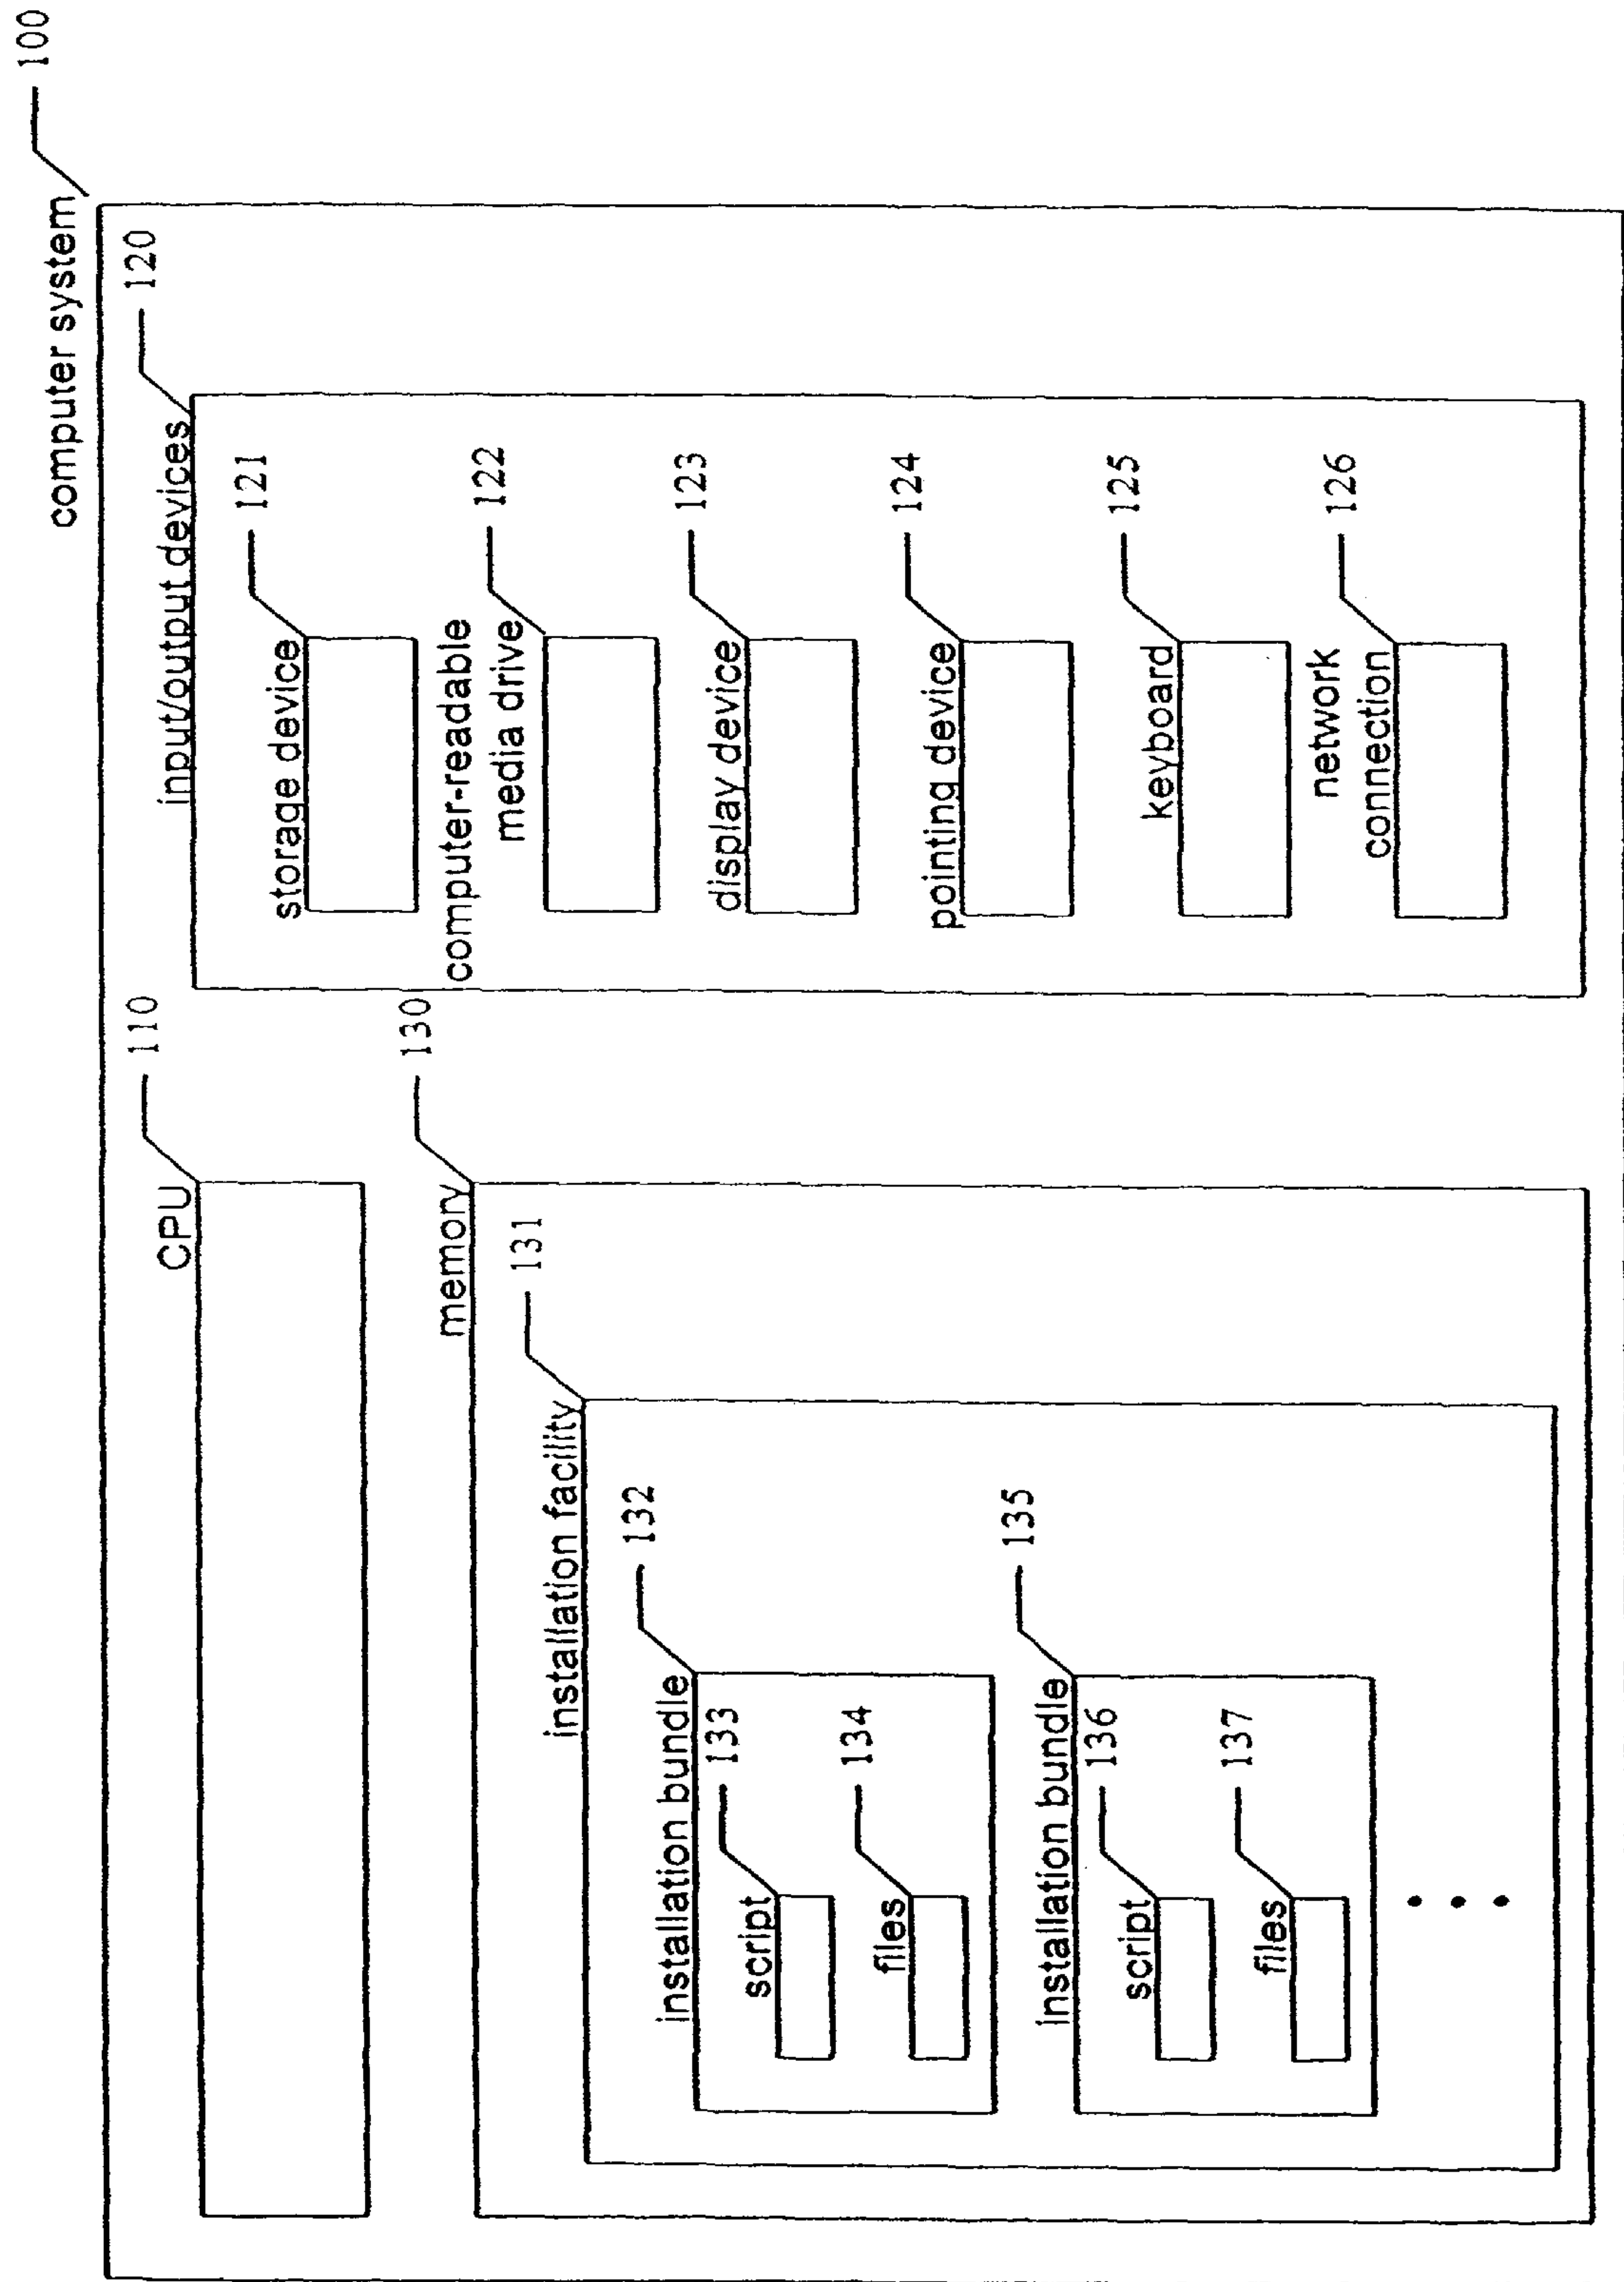 computer system
100
CPU
110
memory
130
installation facility
131
installation bundle
132
script
133
files
134
installation bundle
135
script
136
files
137
input/output devices
120
storage device
121
computer-readable
media drive
122
display device
123
pointing device
124
keyboard
125
network
connection
126